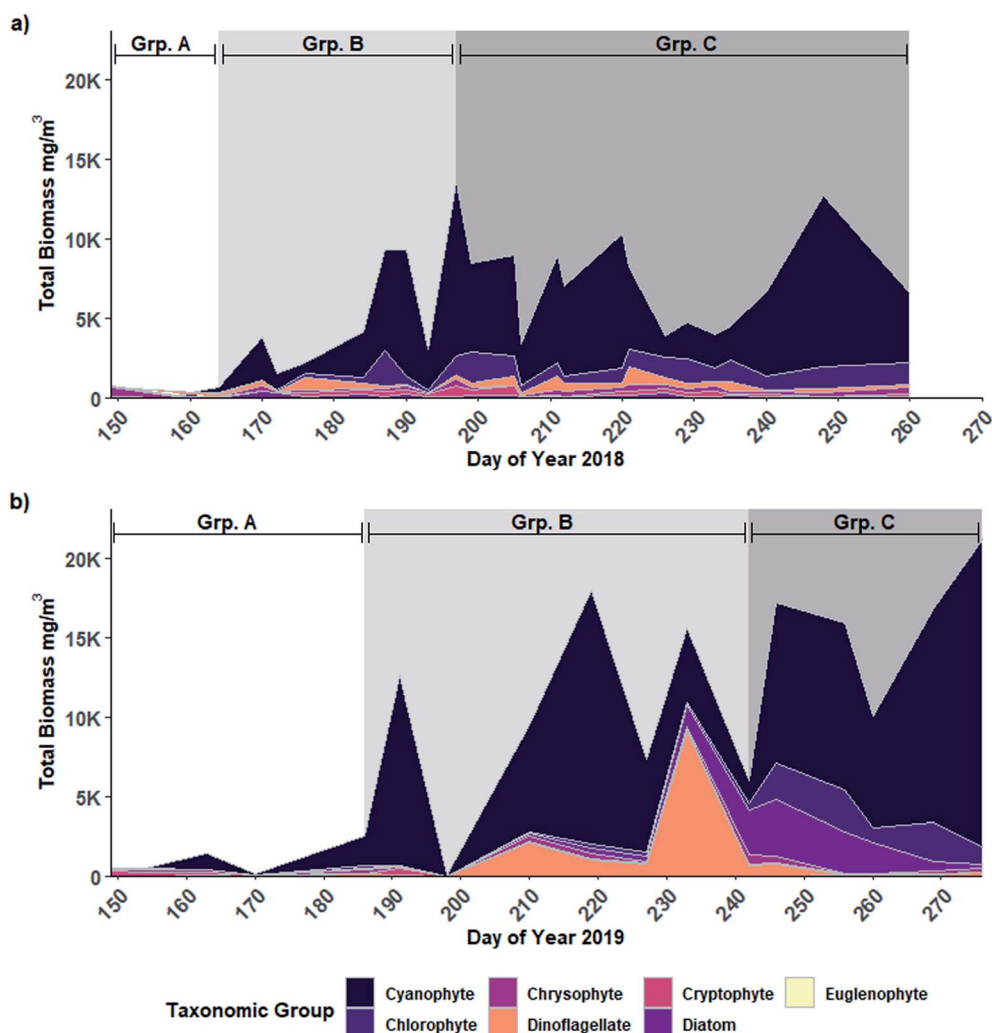 a)
Grp. A Grp. B Grp. C
20K
15K
10K
5K
0
Total Biomass mg/m³
150 160 170 180 190 200 210 220 230 240 250 260 270
Day of Year 2018
b)
Grp. A Grp. B Grp. C
20K
15K
10K
5K
0
Total Biomass mg/m³
150 160 170 180 190 200 210 220 230 240 250 260 270
Day of Year 2019
Taxonomic Group
Cyanophyte Chrysophyte Cryptophyte Euglenophyte
Chlorophyte Dinoflagellate Diatom